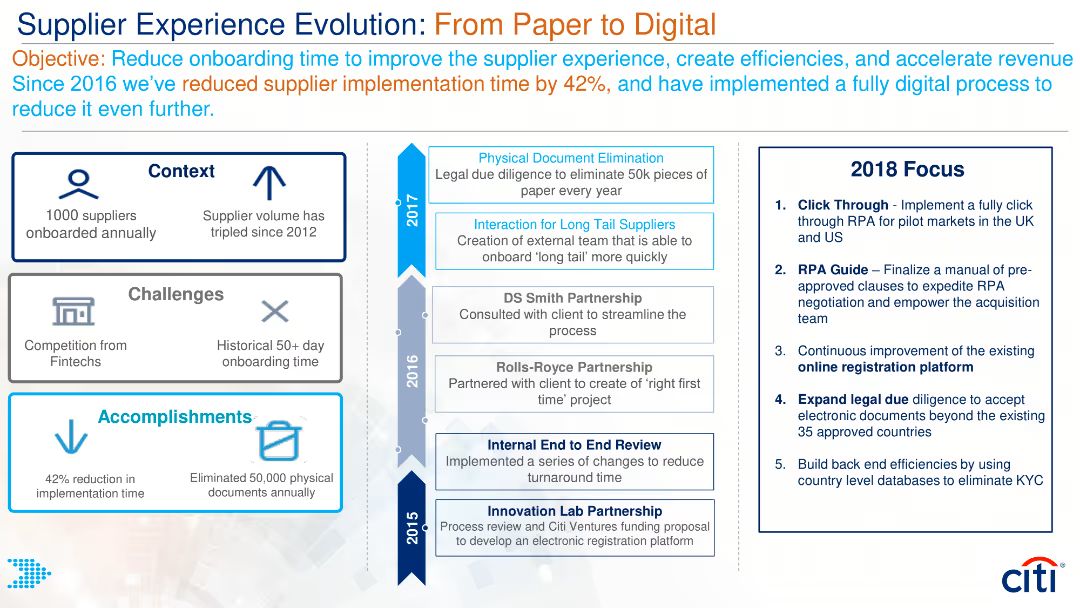 Supplier Experience Evolution: From Paper to Digital
Objective: Reduce onboarding time to improve the supplier experience, create efficiencies, and accelerate revenue
Since 2016 we've reduced supplier implementation time by 42%, and have implemented a fully digital process to
reduce it even further.
Context
1000 suppliers
onboarded annually
Supplier volume has
tripled since 2012
Challenges
Competition from
Fintechs
Historical 50+ day
onboarding time
Accomplishments
42% reduction in
implementation time
Eliminated 50,000 physical
documents annually
2017
Physical Document Elimination
Legal due diligence to eliminate 50k pieces of
paper every year
Interaction for Long Tail Suppliers
Creation of external team that is able to
onboard 'long tail' more quickly
2016
DS Smith Partnership
Consulted with client to streamline the
process
Rolls-Royce Partnership
Partnered with client to create of 'right first
time' project
Internal End to End Review
Implemented a series of changes to reduce
turnaround time
2015
Innovation Lab Partnership
Process review and Citi Ventures funding proposal
to develop an electronic registration platform
2018 Focus
1. Click Through - Implement a fully click
through RPA for pilot markets in the UK
and US
2. RPA Guide – Finalize a manual of pre-
approved clauses to expedite RPA
negotiation and empower the acquisition
team
3. Continuous improvement of the existing
online registration platform
4. Expand legal due diligence to accept
electronic documents beyond the existing
35 approved countries
5. Build back end efficiencies by using
country level databases to eliminate KYC
citi®